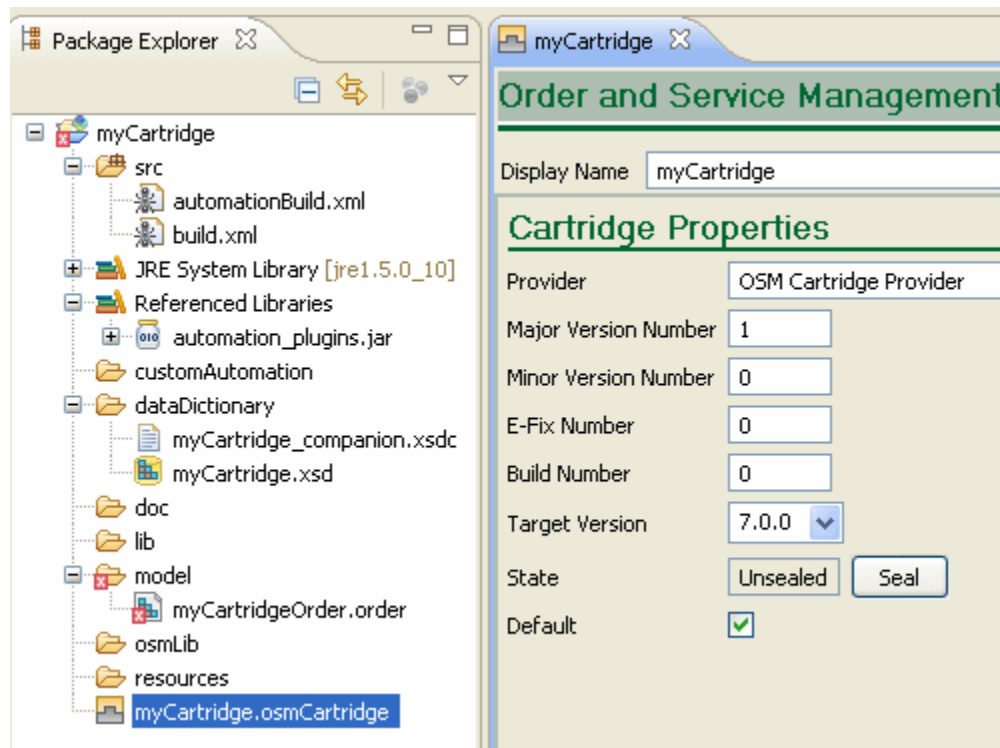 Package Explorer
myCartridge
src
automationBuild.xml
build.xml
JRE System Library [jre1.5.0_10]
Referenced Libraries
automation_plugins.jar
customAutomation
dataDictionary
myCartridge_companion.xsdc
myCartridge.xsd
doc
lib
model
myCartridgeOrder.order
osmLib
resources
myCartridge.osmCartridge
myCartridge
Order and Service Management
Display Name myCartridge
Cartridge Properties
Provider OSM Cartridge Provider
Major Version Number 1
Minor Version Number 0
E-Fix Number 0
Build Number 0
Target Version 7.0.0
State Unsealed Seal
Default